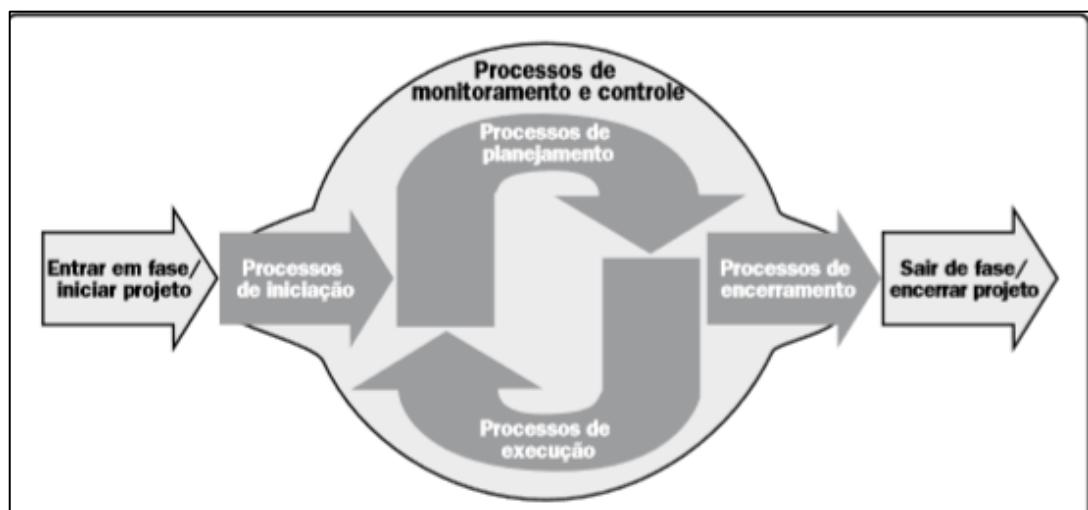 Processos de
monitoramento e controle
Processos de
planejamento
Entrar em fase/
iniciar projeto
Processos
de iniciação
Processos de
encerramento
Sair de fase/
encerrar projeto
Processos de
execução